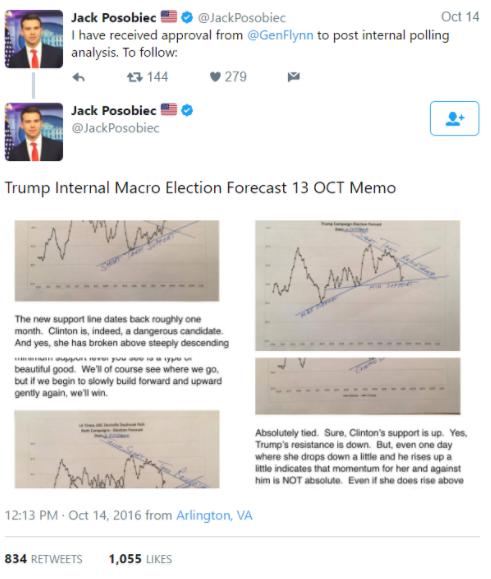 Jack Posobiec @JackPosobiec Oct 14
I have received approval from @GenFlynn to post internal polling
analysis. To follow:
144 279
Jack Posobiec
@JackPosobiec
Trump Internal Macro Election Forecast 13 OCT Memo
The new support line dates back roughly one
month. Clinton is, indeed, a dangerous candidate.
And yes, she has broken above steeply descending
minimum support level you see is a type of
beautiful good. We'll of course see where we go,
but if we begin to slowly build forward and upward
gently again, we'll win.
Absolutely tied. Sure, Clinton's support is up. Yes,
Trump's resistance is down. But, even one day
where she drops down a little and he rises up a
little indicates that momentum for her and against
him is NOT absolute. Even if she does rise above
12:13 PM · Oct 14, 2016 from Arlington, VA
834 RETWEETS 1,055 LIKES